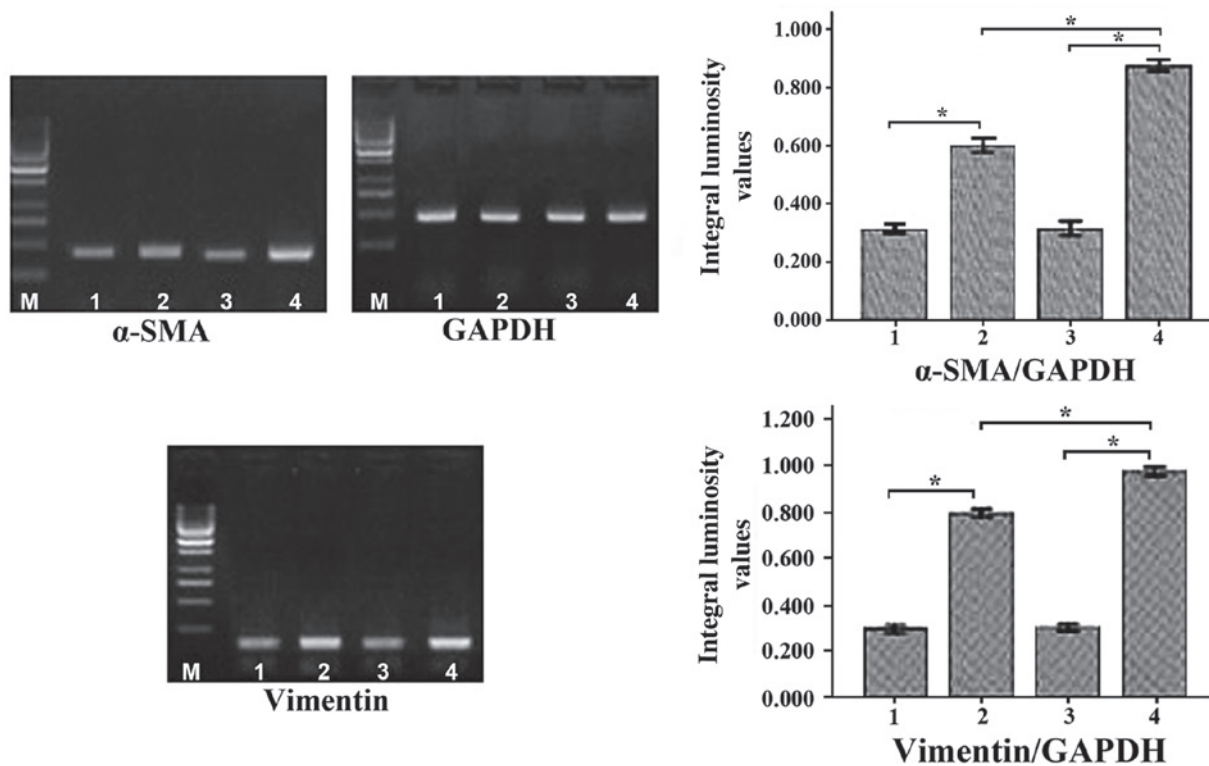 M 1 2 3 4
α-SMA
M 1 2 3 4
GAPDH
Integral luminosity
values
1.000
0.800
0.600
0.400
0.200
0.000
*
*
*
1 2 3 4
α-SMA/GAPDH
M 1 2 3 4
Vimentin
Integral luminosity
values
1.200
1.000
0.800
0.600
0.400
0.200
0.000
*
*
*
1 2 3 4
Vimentin/GAPDH